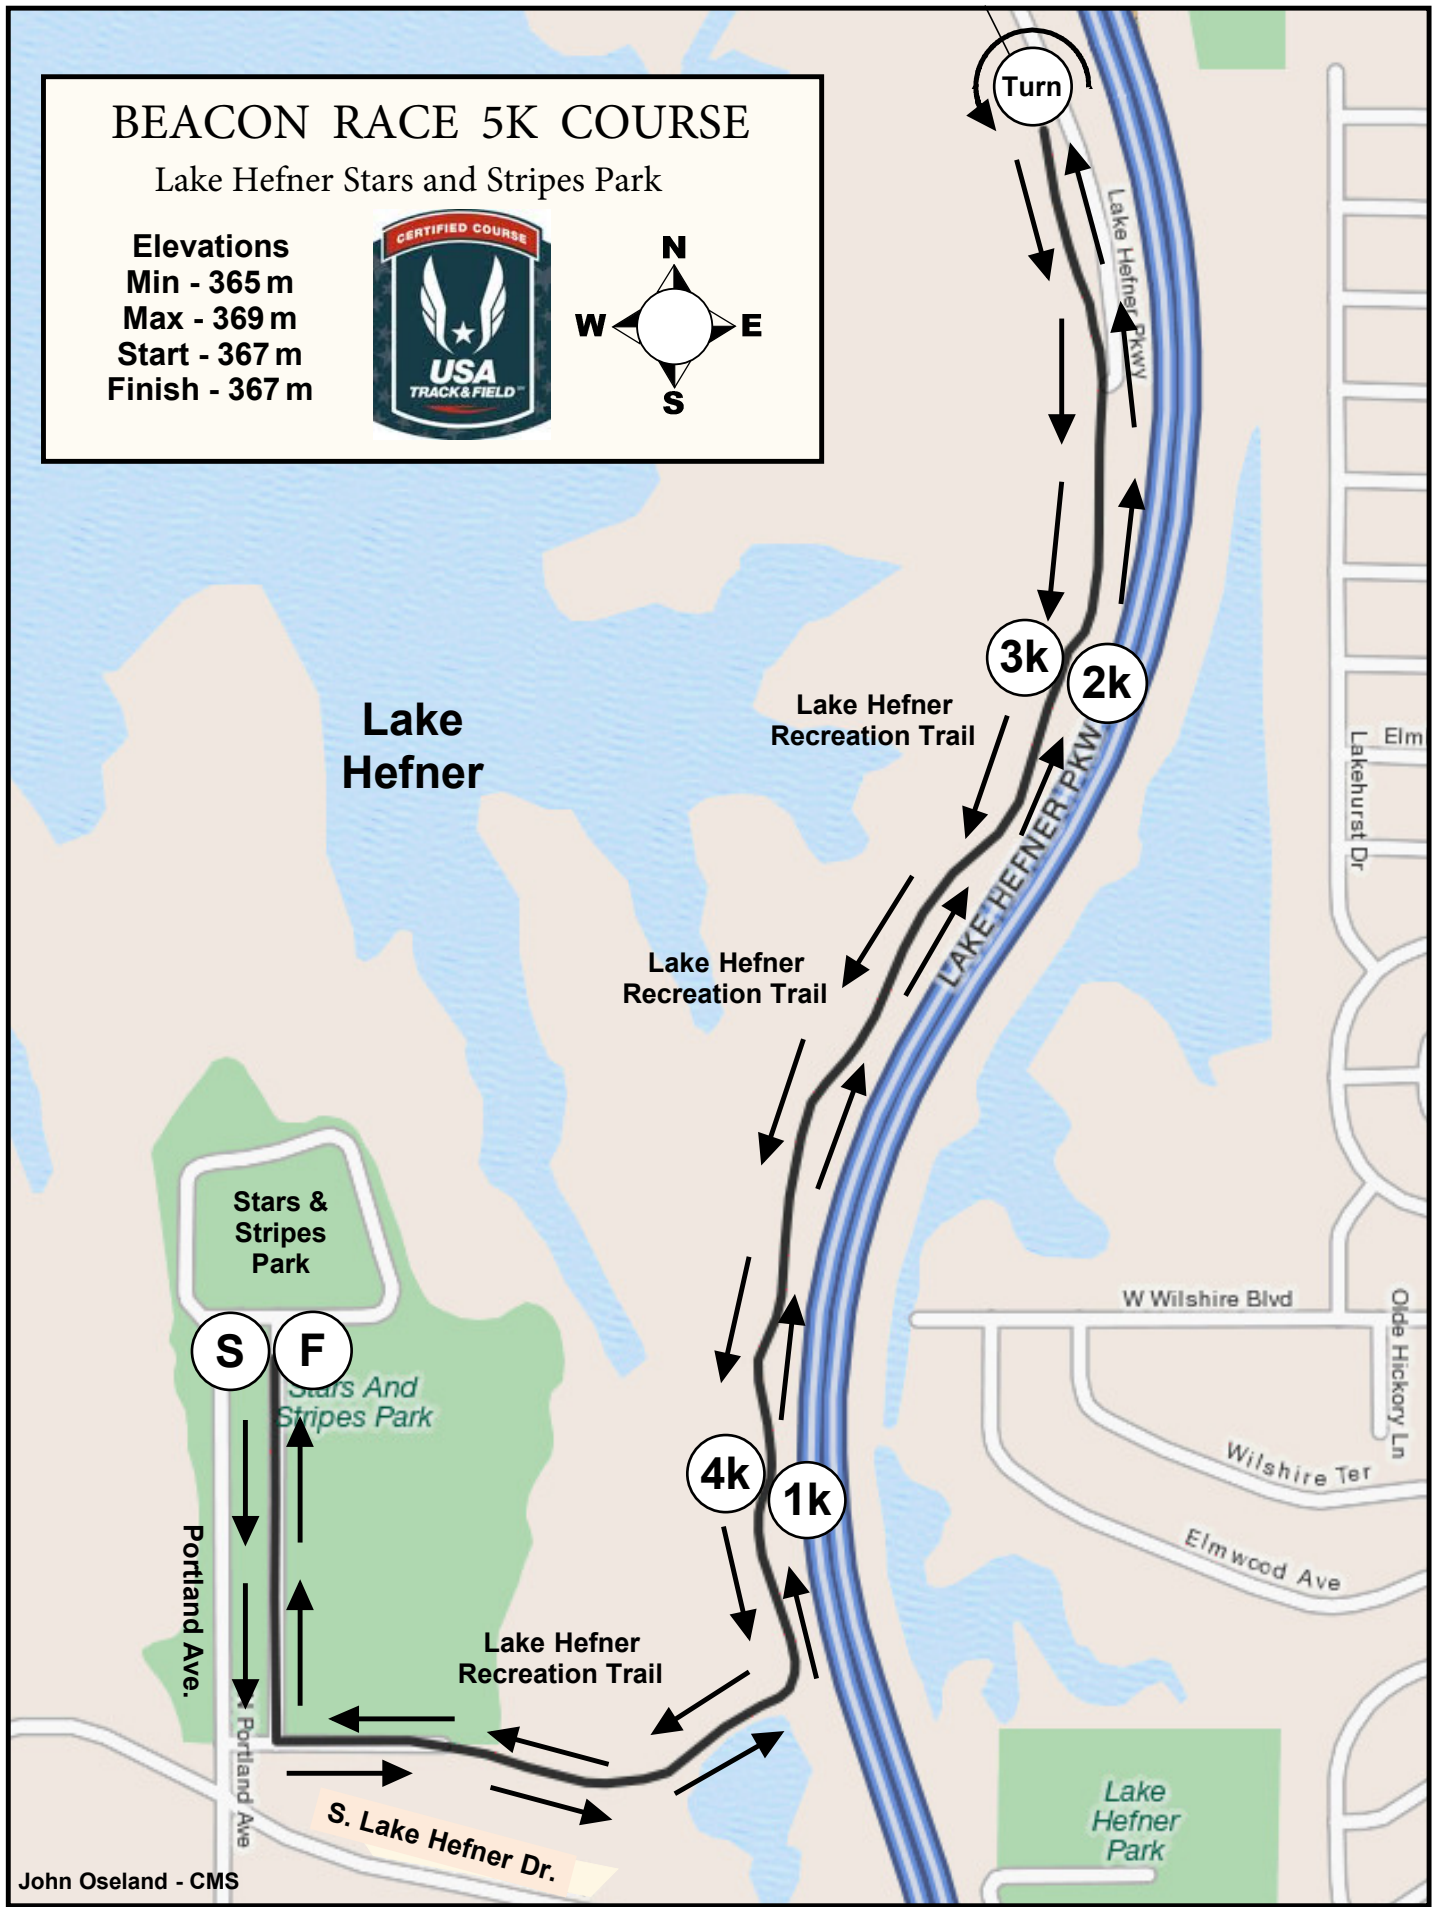 Turn
BEACON RACE 5K COURSE
Lake Hefner Stars and Stripes Park
Elevations
Min - 365 m
Max - 369 m
Start - 367 m
Finish - 367 m
CERTIFIED COURSE
USA
TRACK & FIELD
N
W
E
S
Lake Hefner Pkwy
3k
2k
Lake Hefner
Recreation Trail
Lake
Hefner
LAKE HEFNER PKW
Elm
Lakehurst Dr
Lake Hefner
Recreation Trail
Stars &
Stripes
Park
W Wilshire Blvd
Olde Hickory Ln
S
F
Stars And
Stripes Park
4k
1k
Wilshire Ter
Elmwood Ave
Portland Ave.
Lake Hefner
Recreation Trail
N Portland Ave
S. Lake Hefner Dr.
Lake
Hefner
Park
John Oseland - CMS